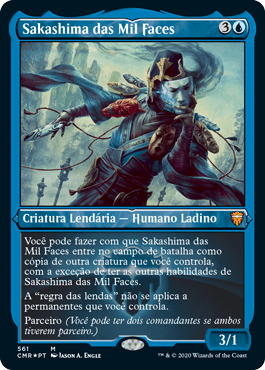 Sakashima das Mil Faces 3
Criatura Lendária — Humano Ladino
Você pode fazer com que Sakashima das
Mil Faces entre no campo de batalha como
cópia de outra criatura que você controla,
com a exceção de ter as outras habilidades de
Sakashima das Mil Faces.
A “regra das lendas” não se aplica a
permanentes que você controla.
Parceiro (Você pode ter dois comandantes se ambos
tiverem parceiro.)
3/1
561 M
CMR★PT JASON A. ENGLE
™ & © 2020 Wizards of the Coast